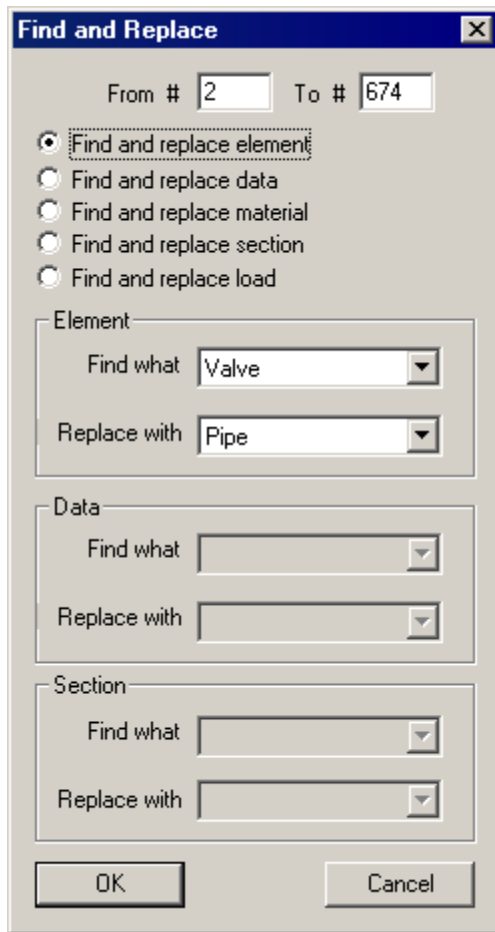 Find and Replace
From # 2 To # 674
Find and replace element
Find and replace data
Find and replace material
Find and replace section
Find and replace load
Element
Find what Valve
Replace with Pipe
Data
Find what
Replace with
Section
Find what
Replace with
OK Cancel